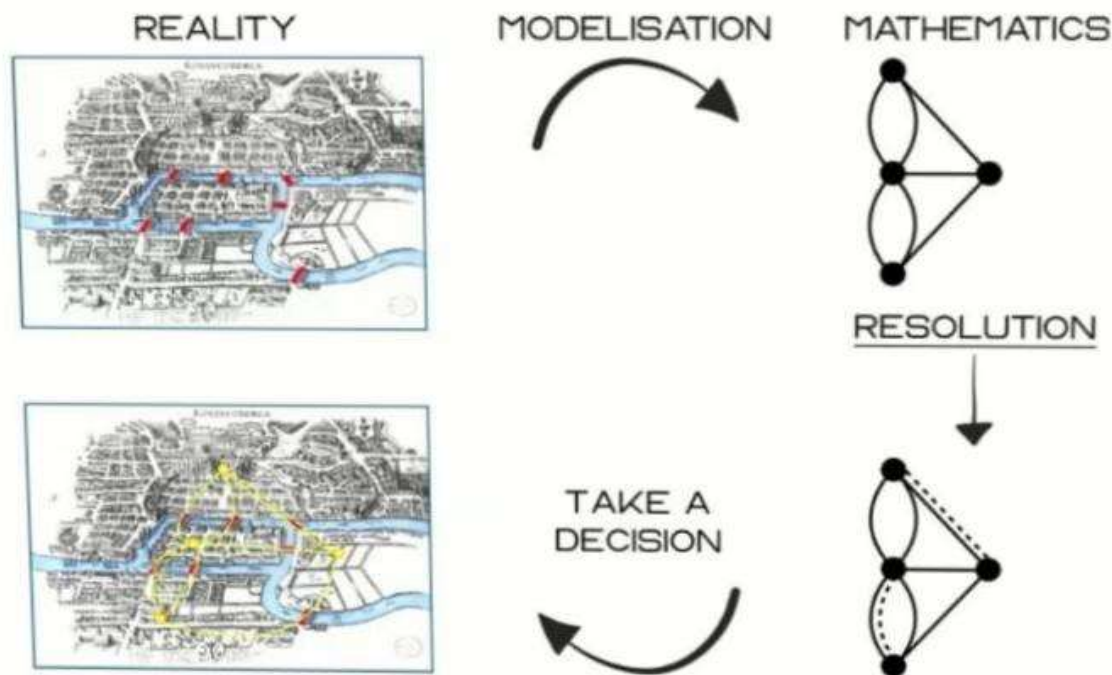 REALITY
MODELISATION
MATHEMATICS
RESOLUTION
TAKE A
DECISION